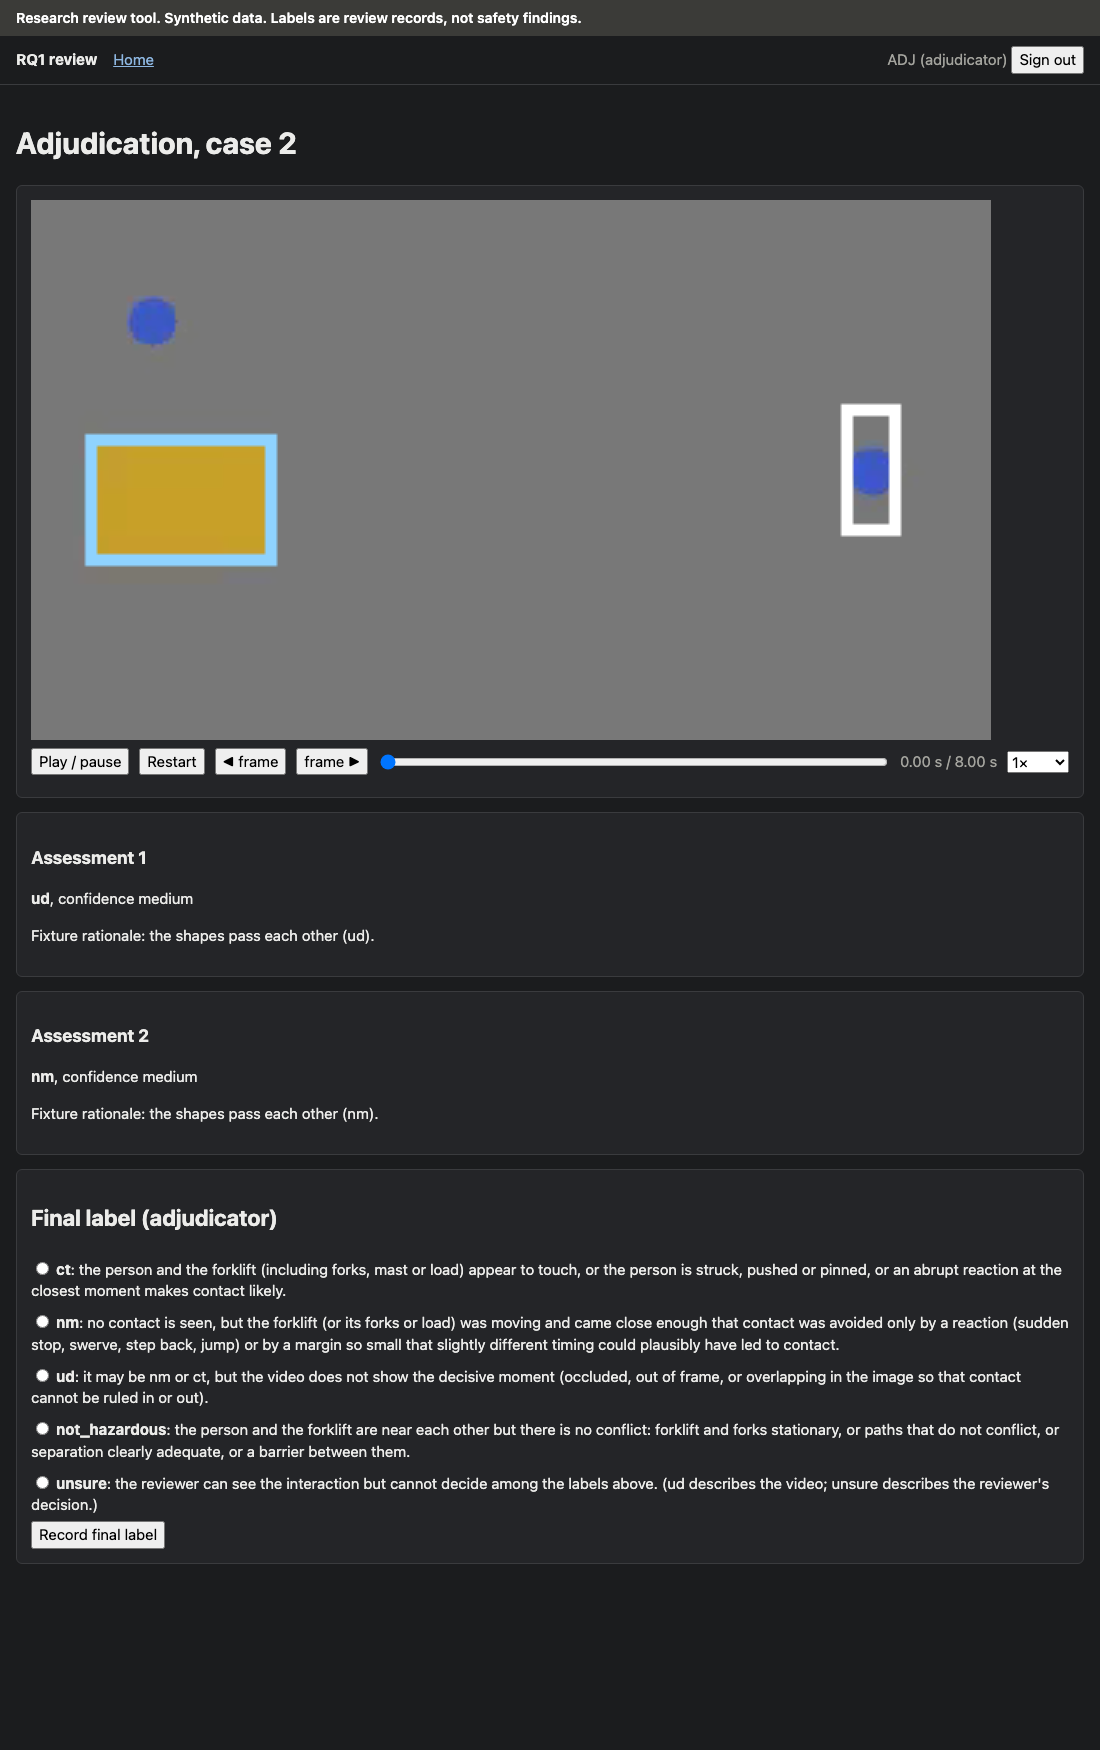 Research review tool. Synthetic data. Labels are review records, not safety findings.
RQ1 review Home ADJ (adjudicator) Sign out
Adjudication, case 2
Play / pause Restart ◀ frame frame ▶ 0.00 s / 8.00 s 1×
Assessment 1
ud, confidence medium
Fixture rationale: the shapes pass each other (ud).
Assessment 2
nm, confidence medium
Fixture rationale: the shapes pass each other (nm).
Final label (adjudicator)
ct: the person and the forklift (including forks, mast or load) appear to touch, or the person is struck, pushed or pinned, or an abrupt reaction at the
closest moment makes contact likely.
nm: no contact is seen, but the forklift (or its forks or load) was moving and came close enough that contact was avoided only by a reaction (sudden
stop, swerve, step back, jump) or by a margin so small that slightly different timing could plausibly have led to contact.
ud: it may be nm or ct, but the video does not show the decisive moment (occluded, out of frame, or overlapping in the image so that contact
cannot be ruled in or out).
not_hazardous: the person and the forklift are near each other but there is no conflict: forklift and forks stationary, or paths that do not conflict, or
separation clearly adequate, or a barrier between them.
unsure: the reviewer can see the interaction but cannot decide among the labels above. (ud describes the video; unsure describes the reviewer's
decision.)
Record final label